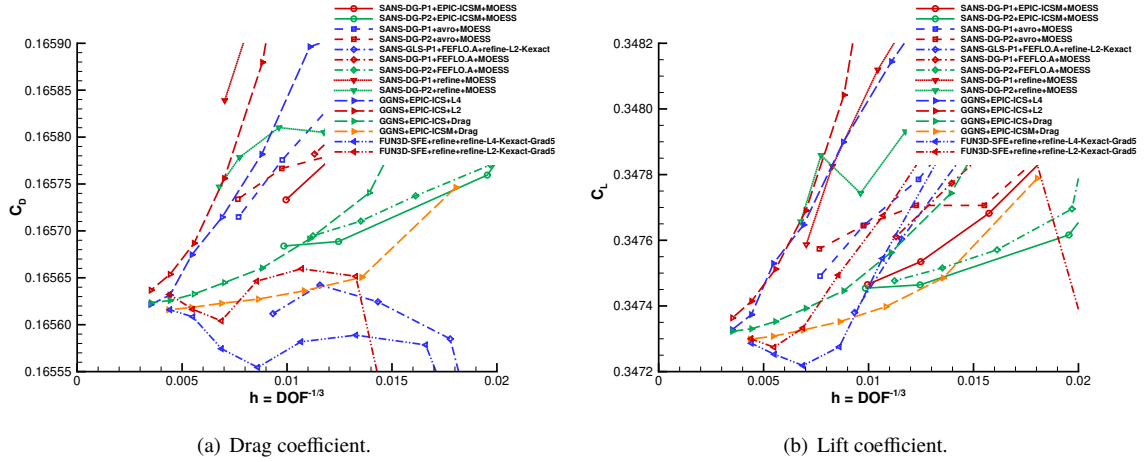 SANS-DG-P1+EPIC-ICSM+MOESS
SANS-DG-P2+EPIC-ICSM+MOESS
SANS-DG-P1+avro+MOESS
SANS-DG-P2+avro+MOESS
SANS-GLS-P1+FEFLO.A+refine-L2-Kexact
SANS-DG-P1+FEFLO.A+MOESS
SANS-DG-P2+FEFLO.A+MOESS
SANS-DG-P1+refine+MOESS
SANS-DG-P2+refine+MOESS
GGNS+EPIC-ICS+L4
GGNS+EPIC-ICS+L2
GGNS+EPIC-ICS+Drag
GGNS+EPIC-ICSM+Drag
FUN3D-SFE+refine+refine-L4-Kexact-Grad5
FUN3D-SFE+refine+refine-L2-Kexact-Grad5
0.16590
0.16585
0.16580
0.16575
0.16570
0.16565
0.16560
0.16555
C_D
0 0.005 0.01 0.015 0.02
h = DOF^-1/3
(a) Drag coefficient.
SANS-DG-P1+EPIC-ICSM+MOESS
SANS-DG-P2+EPIC-ICSM+MOESS
SANS-DG-P1+avro+MOESS
SANS-DG-P2+avro+MOESS
SANS-GLS-P1+FEFLO.A+refine-L2-Kexact
SANS-DG-P1+FEFLO.A+MOESS
SANS-DG-P2+FEFLO.A+MOESS
SANS-DG-P1+refine+MOESS
SANS-DG-P2+refine+MOESS
GGNS+EPIC-ICS+L4
GGNS+EPIC-ICS+L2
GGNS+EPIC-ICS+Drag
GGNS+EPIC-ICSM+Drag
FUN3D-SFE+refine+refine-L4-Kexact-Grad5
FUN3D-SFE+refine+refine-L2-Kexact-Grad5
0.3482
0.3480
0.3478
0.3476
0.3474
0.3472
C_L
0 0.005 0.01 0.015 0.02
h = DOF^-1/3
(b) Lift coefficient.